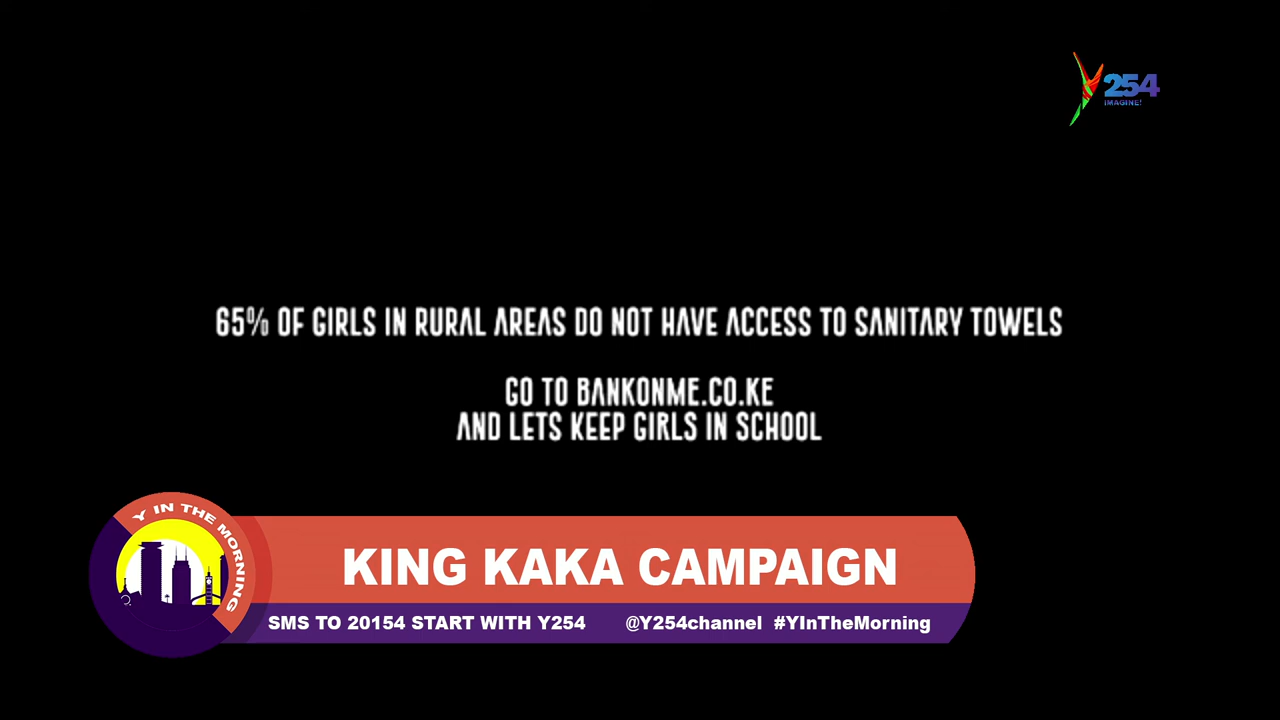 Y254
IMAGINE!
65% OF GIRLS IN RURAL AREAS DO NOT HAVE ACCESS TO SANITARY TOWELS
GO TO BANKONME.CO.KE
AND LETS KEEP GIRLS IN SCHOOL
Y IN THE MORNING
KING KAKA CAMPAIGN
SMS TO 20154 START WITH Y254 @Y254channel #YInTheMorning